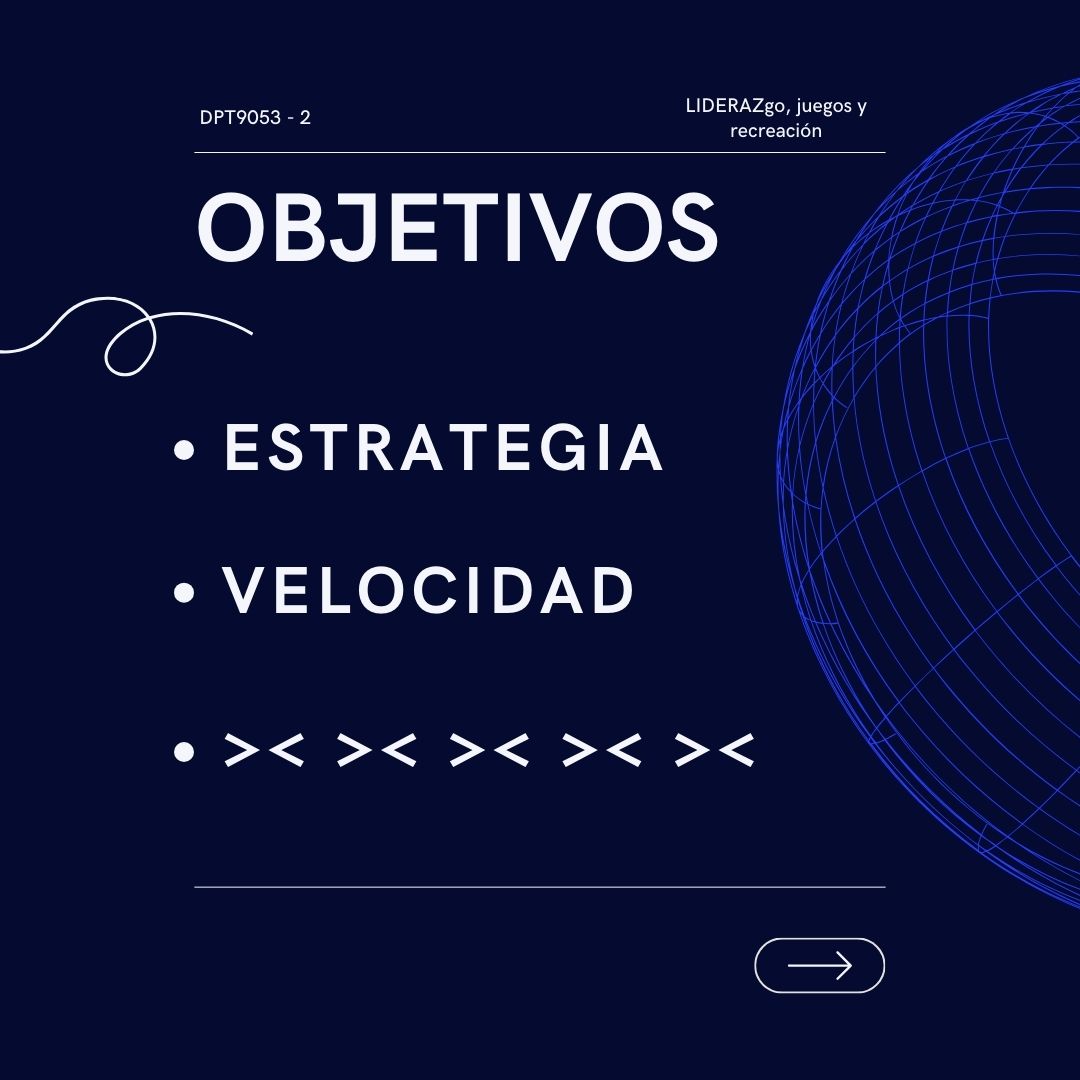 DPT9053 - 2
LIDERAZgo, juegos y
recreación
OBJETIVOS
• ESTRATEGIA
• VELOCIDAD
• >< >< >< >< ><